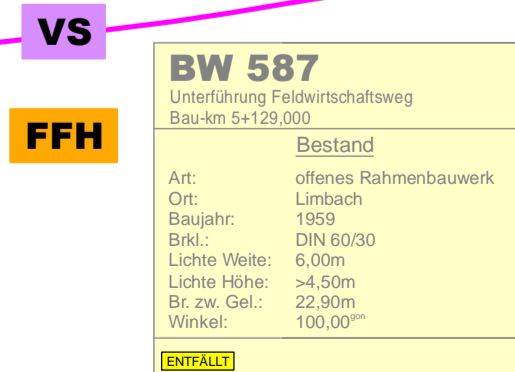 VS
FFH
BW 587
Unterführung Feldwirtschaftsweg
Bau-km 5+129,000
Bestand
Art: offenes Rahmenbauwerk
Ort: Limbach
Baujahr: 1959
Brkl.: DIN 60/30
Lichte Weite: 6,00m
Lichte Höhe: >4,50m
Br. zw. Gel.: 22,90m
Winkel: 100,00gon
ENTFÄLLT